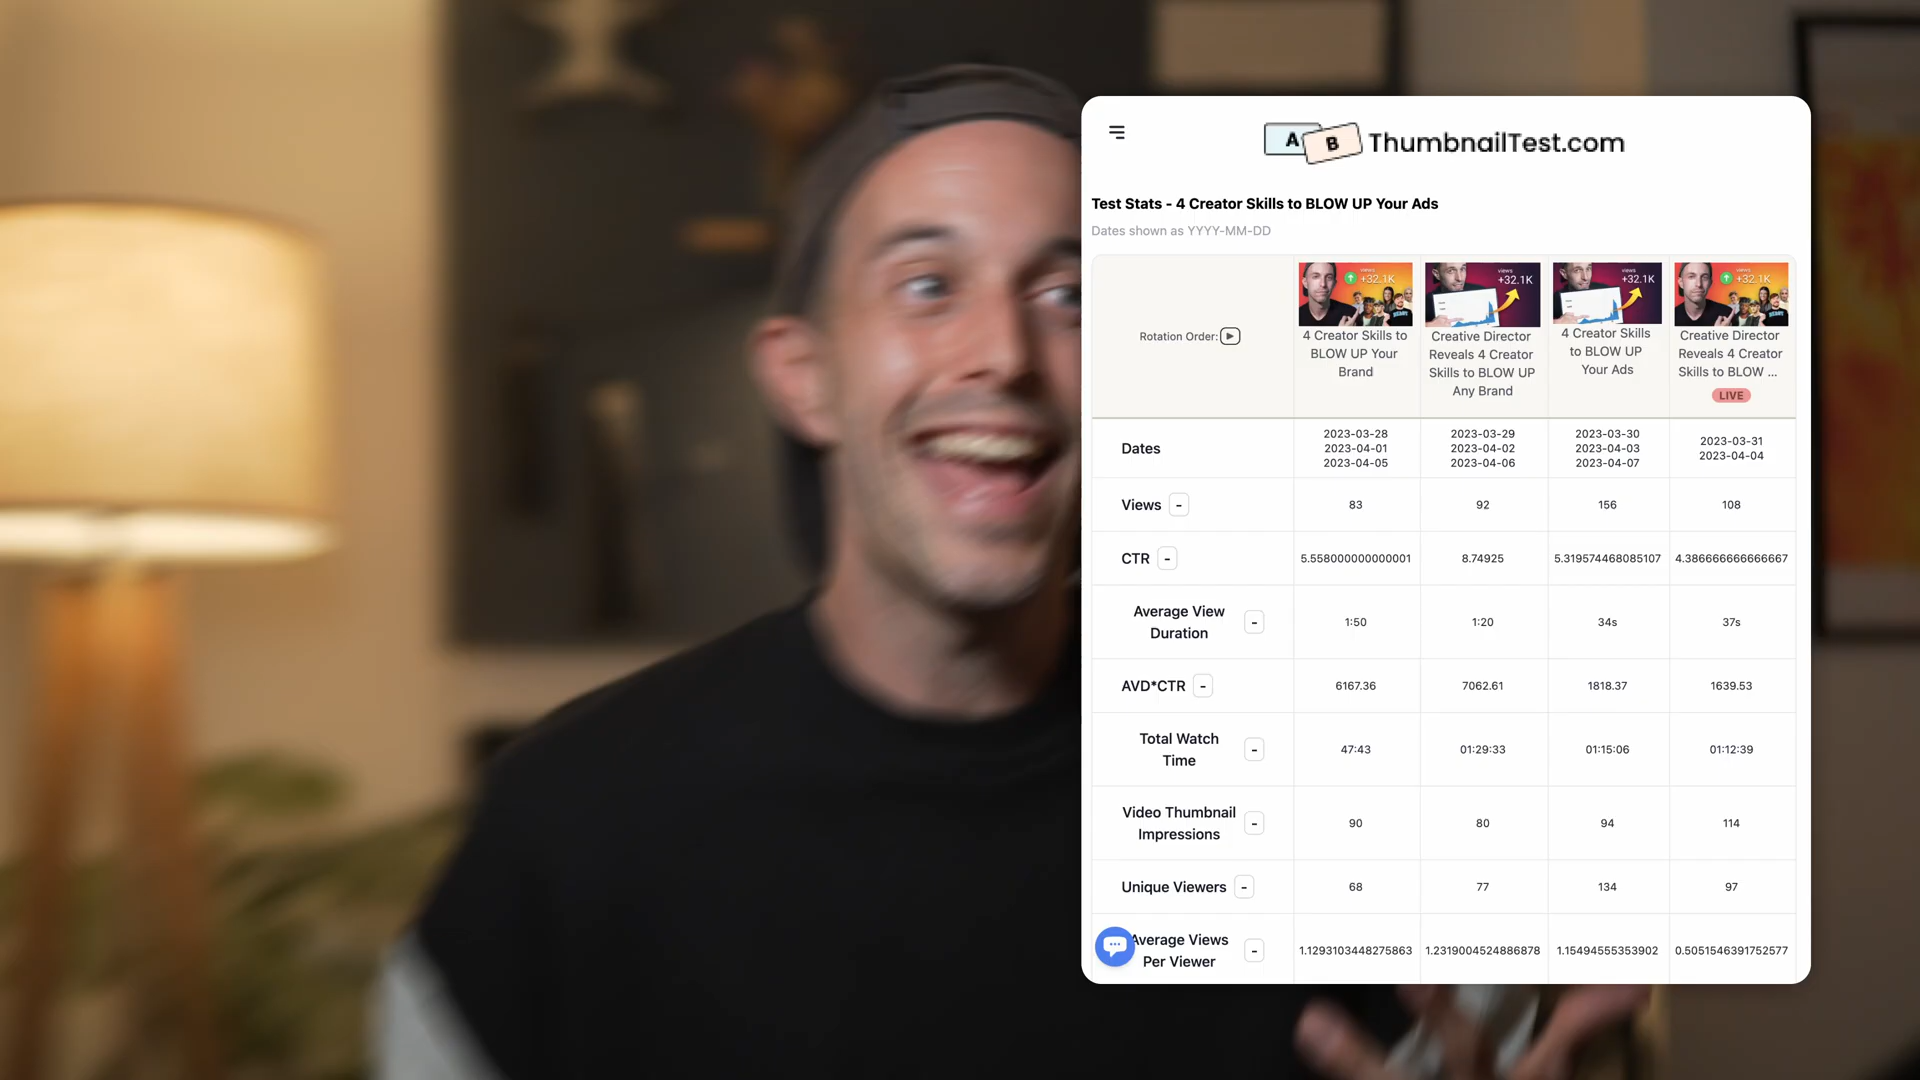 A B ThumbnailTest.com
Test Stats - 4 Creator Skills to BLOW UP Your Ads
Dates shown as YYYY-MM-DD
Rotation Order:
views
+32.1K
4 Creator Skills to
BLOW UP Your
Brand
views
+32.1K
Creative Director
Reveals 4 Creator
Skills to BLOW UP
Any Brand
views
+32.1K
4 Creator Skills
to BLOW UP
Your Ads
views
+32.1K
Creative Director
Reveals 4 Creator
Skills to BLOW ...
LIVE
Dates
2023-03-28
2023-04-01
2023-04-05
2023-03-29
2023-04-02
2023-04-06
2023-03-30
2023-04-03
2023-04-07
2023-03-31
2023-04-04
Views - 83 92 156 108
CTR - 5.558000000000001 8.74925 5.319574468085107 4.386666666666667
Average View
Duration
- 1:50 1:20 34s 37s
AVD*CTR - 6167.36 7062.61 1818.37 1639.53
Total Watch
Time
- 47:43 01:29:33 01:15:06 01:12:39
Video Thumbnail
Impressions
- 90 80 94 114
Unique Viewers - 68 77 134 97
Average Views
Per Viewer
- 1.1293103448275863 1.2319004524886878 1.15494555353902 0.5051546391752577